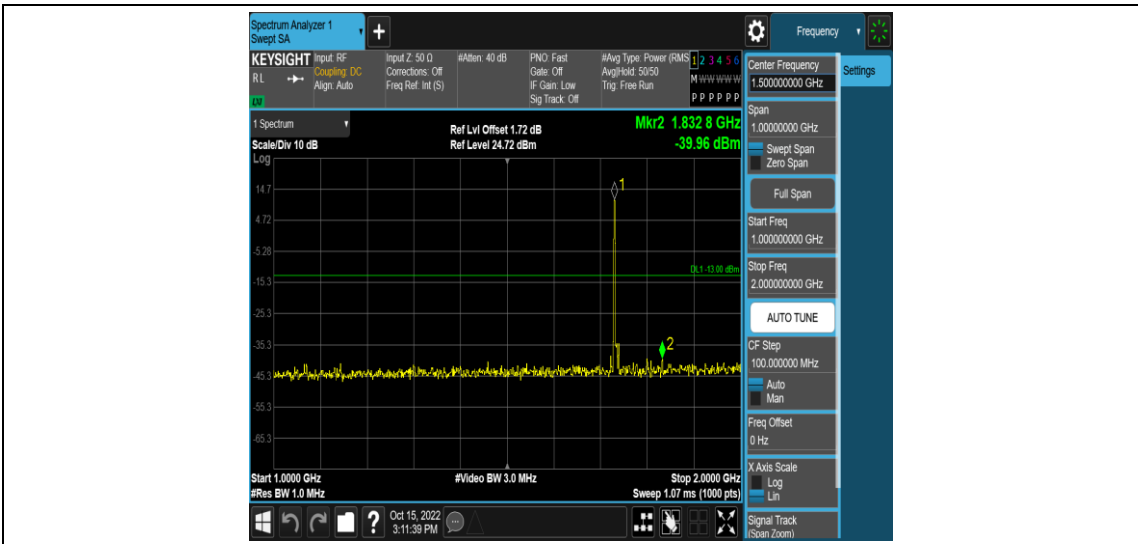 Spectrum Analyzer 1
Swept SA
+
Frequency
KEYSIGHT
RL
LXI
Input: RF
Coupling: DC
Align: Auto
Input Z: 50 Ω
Corrections: Off
Freq Ref: Int (S)
#Atten: 40 dB
PNO: Fast
Gate: Off
IF Gain: Low
Sig Track: Off
#Avg Type: Power (RMS
Avg|Hold: 50/50
Trig: Free Run
1 2 3 4 5 6
M W W W W W
P P P P P P
1 Spectrum
Scale/Div 10 dB
Log
Ref Lvl Offset 1.72 dB
Ref Level 24.72 dBm
Mkr2 1.832 8 GHz
-39.96 dBm
14.7
4.72
-5.28
-15.3
-25.3
-35.3
-45.3
-55.3
-65.3
1
DL1 -13.00 dBm
2
Start 1.0000 GHz
#Res BW 1.0 MHz
#Video BW 3.0 MHz
Stop 2.0000 GHz
Sweep 1.07 ms (1000 pts)
?
Oct 15, 2022
3:11:39 PM
Center Frequency
1.500000000 GHz
Settings
Span
1.00000000 GHz
Swept Span
Zero Span
Full Span
Start Freq
1.000000000 GHz
Stop Freq
2.000000000 GHz
AUTO TUNE
CF Step
100.000000 MHz
Auto
Man
Freq Offset
0 Hz
X Axis Scale
Log
Lin
Signal Track
(Span Zoom)